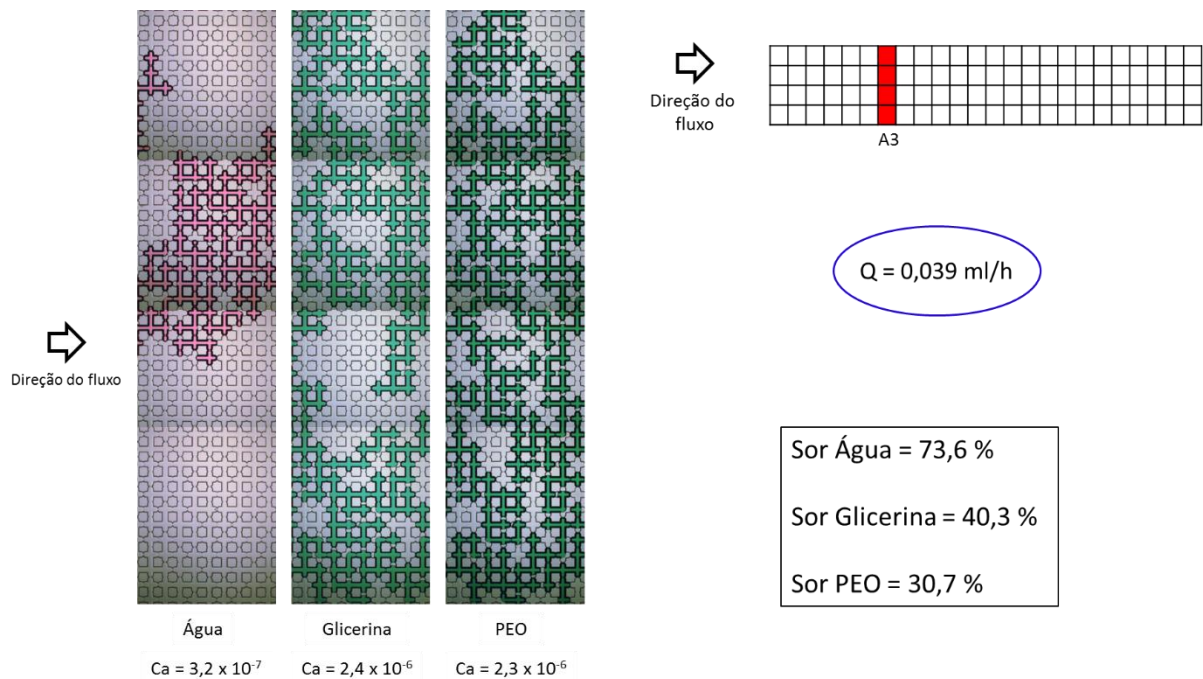 Direção do fluxo
Água
Ca = 3,2 x 10⁻⁷
Glicerina
Ca = 2,4 x 10⁻⁶
PEO
Ca = 2,3 x 10⁻⁶
Direção do
fluxo
A3
Q = 0,039 ml/h
Sor Água = 73,6 %
Sor Glicerina = 40,3 %
Sor PEO = 30,7 %